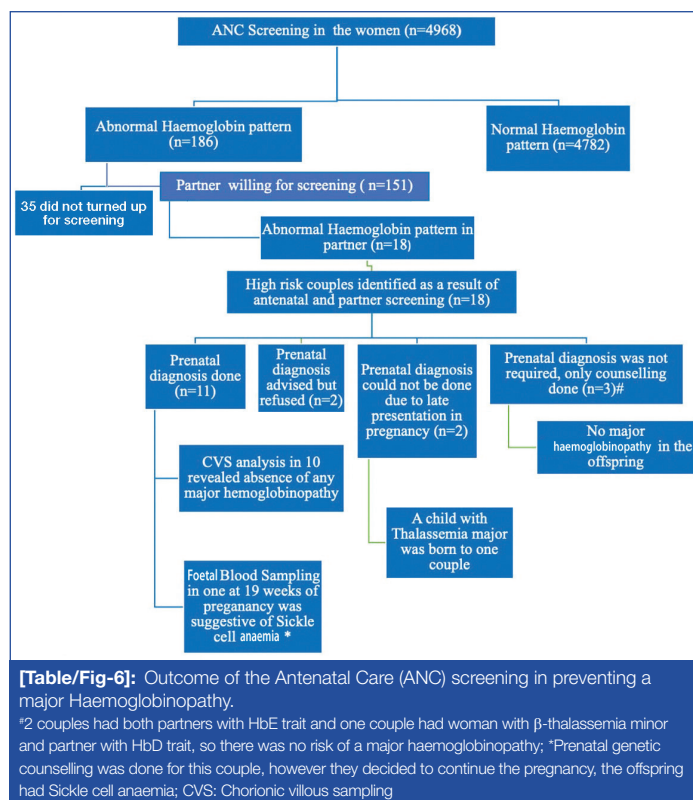 ANC Screening in the women (n=4968)
Abnormal Haemoglobin pattern
(n=186)
Normal Haemoglobin
pattern (n=4782)
Partner willing for screening ( n=151)
35 did not turned up
for screening
Abnormal Haemoglobin pattern in
partner (n=18)
High risk couples identified as a result of
antenatal and partner screening (n=18)
Prenatal
diagnosis done
(n=11)
Prenatal
diagnosis
advised but
refused (n=2)
Prenatal diagnosis
could not be done
due to late
presentation in
pregnancy (n=2)
Prenatal diagnosis was not
required, only counselling
done (n=3)#
No major
haemoglobinopathy in the
offspring
CVS analysis in 10
revealed absence of any
major hemoglobinopathy
A child with
Thalassemia major
was born to one
couple
Foetal Blood Sampling
in one at 19 weeks of
preganancy was
suggestive of Sickle
cell anaemia *
[Table/Fig-6]: Outcome of the Antenatal Care (ANC) screening in preventing a
major Haemoglobinopathy.
#2 couples had both partners with HbE trait and one couple had woman with β-thalassemia minor
and partner with HbD trait, so there was no risk of a major haemoglobinopathy; *Prenatal genetic
counselling was done for this couple, however they decided to continue the pregnancy, the offspring
had Sickle cell anaemia; CVS: Chorionic villous sampling